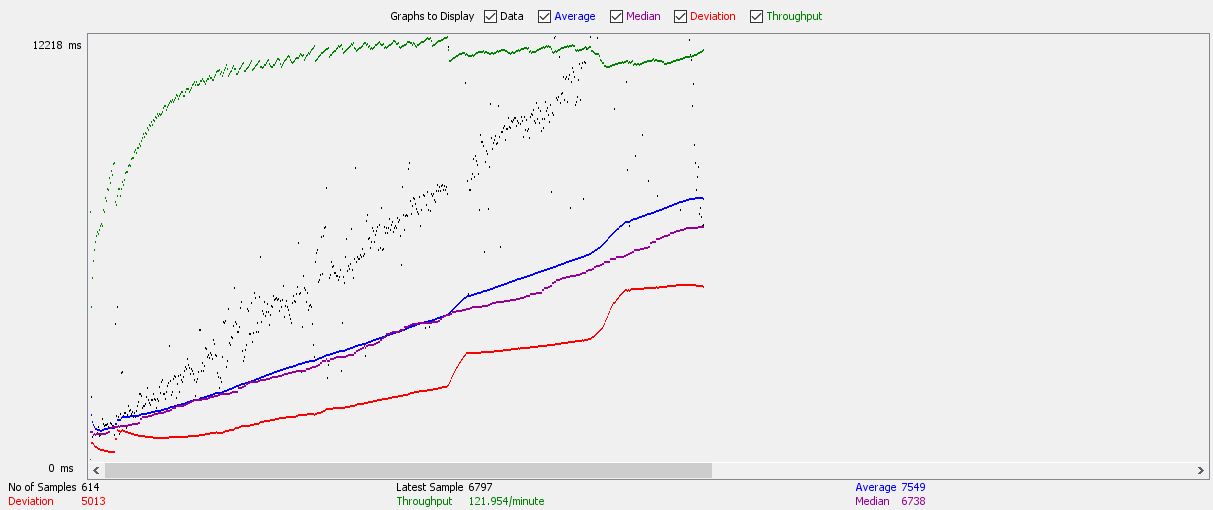 Graphs to Display Data Average Median Deviation Throughput
12218 ms
0 ms
No of Samples 614 Latest Sample 6797 Average 7549
Deviation 5013 Throughput 121.954/minute Median 6738